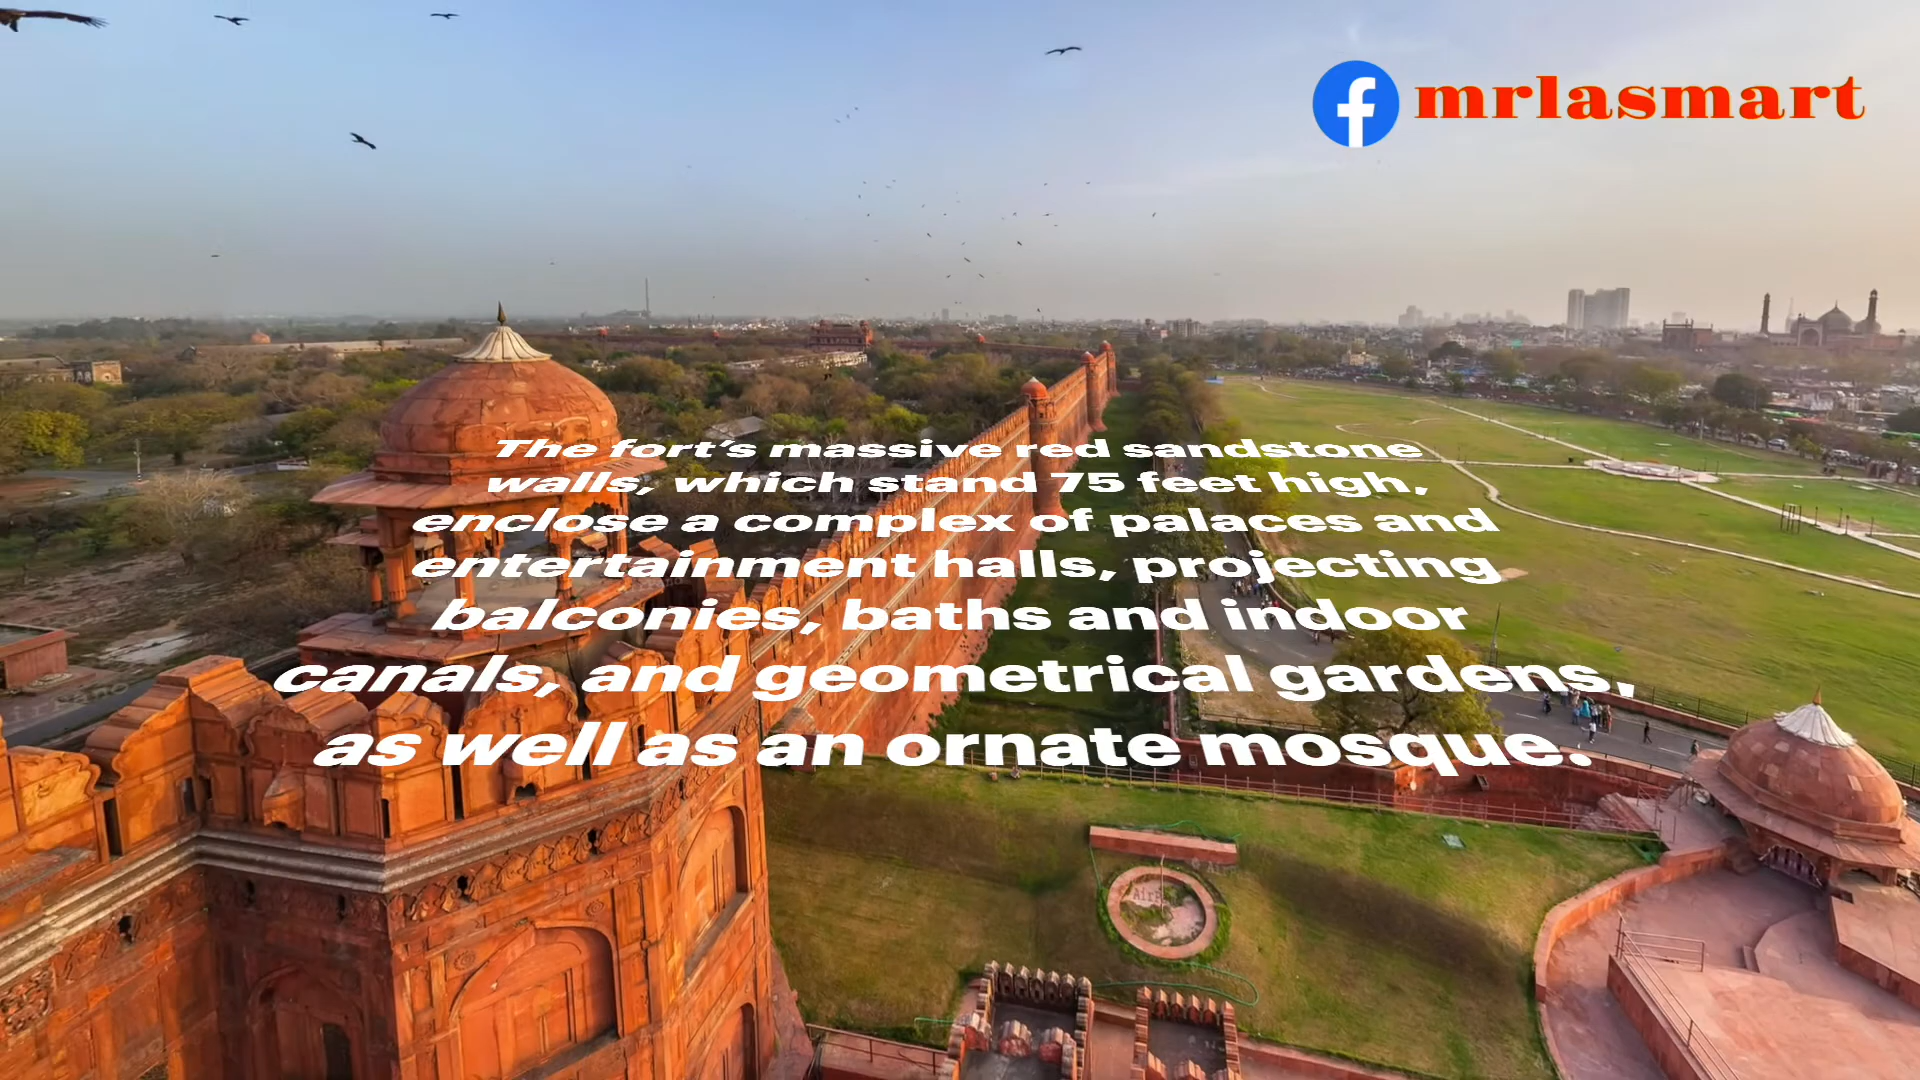 mrlasmart
The fort's massive red sandstone
walls, which stand 75 feet high,
enclose a complex of palaces and
entertainment halls, projecting
balconies, baths and indoor
canals, and geometrical gardens,
as well as an ornate mosque.